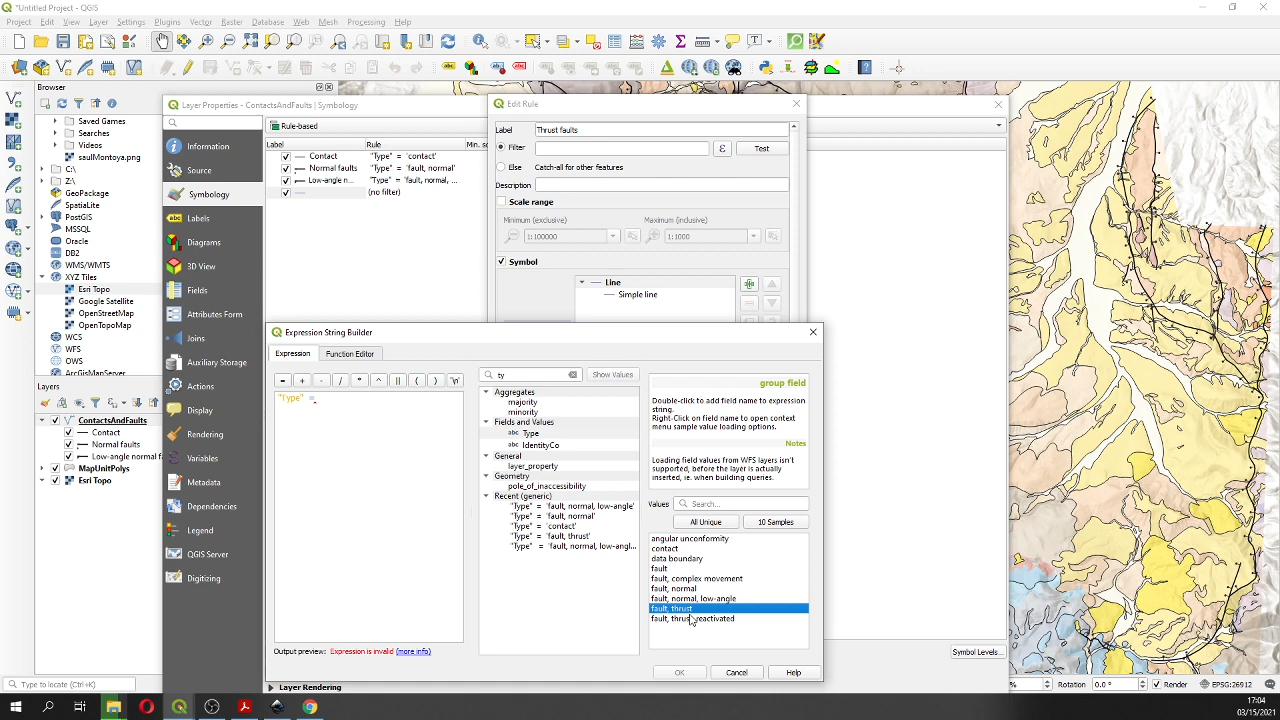 *Untitled Project — QGIS
Project Edit View Layer Settings Plugins Vector Raster Database Web Mesh Processing Help
Browser
Saved Games
Searches
Videos
saulMontoya.png
C:\
Z:\
GeoPackage
SpatiaLite
PostGIS
MSSQL
Oracle
DB2
WMS/WMTS
XYZ Tiles
Esri Topo
Google Satellite
OpenStreetMap
OpenTopoMap
WCS
WFS
OWS
ArcGisMapServer
Layers
ContactsAndFaults
Contact
Normal faults
Low-angle normal fa
MapUnitPolys
Esri Topo
Layer Properties - ContactsAndFaults | Symbology
Information
Source
Symbology
Labels
Diagrams
3D View
Fields
Attributes Form
Joins
Auxiliary Storage
Actions
Display
Rendering
Variables
Metadata
Dependencies
Legend
QGIS Server
Digitizing
Rule-based
Label Rule Min. sc
Contact "Type" = 'contact'
Normal faults "Type" = 'fault, normal'
Low-angle n... "Type" = 'fault, normal, ...
(no filter)
Edit Rule
Label Thrust faults
Filter ε Test
Else Catch-all for other features
Description
Scale range
Minimum (exclusive) Maximum (inclusive)
1:100000 1:1000
Symbol
Line
Simple line
Expression String Builder
Expression Function Editor
= + - / * ^ || ( ) '\n'
"Type" =
ty Show Values
Aggregates
majority
minority
Fields and Values
abc Type
abc IdentityCo
General
layer_property
Geometry
pole_of_inaccessibility
Recent (generic)
"Type" = 'fault, normal, low-angle'
"Type" = 'fault, normal'
"Type" = 'contact'
"Type" = 'fault, thrust'
"Type" = 'fault, normal, low-angl...
group field
Double-click to add field name to expression
string.
Right-Click on field name to open context
menu sample value loading options.
Notes
Loading field values from WFS layers isn't
supported, before the layer is actually
inserted, ie. when building queries.
Values Search...
All Unique 10 Samples
angular unconformity
contact
data boundary
fault
fault, complex movement
fault, normal
fault, normal, low-angle
fault, thrust
fault, thrust, reactivated
Output preview: Expression is invalid (more info)
OK Cancel Help
Symbol Levels...
Layer Rendering
Type to locate (Ctrl+K)
% Rotation 0.0 ° Render EPSG:26912
17:04
03/15/2021